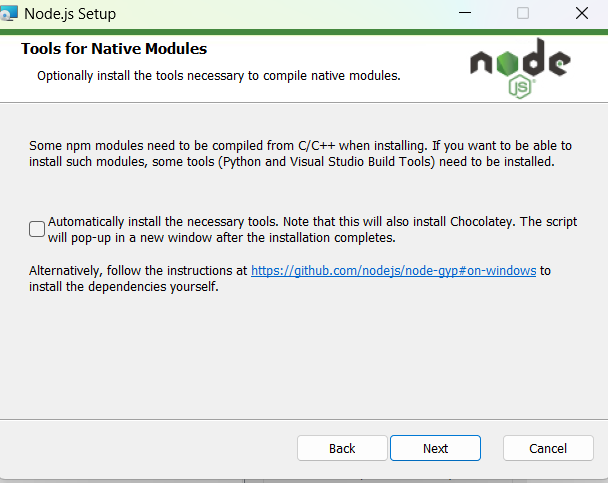 Node.js Setup
Tools for Native Modules
Optionally install the tools necessary to compile native modules.
node
JS
Some npm modules need to be compiled from C/C++ when installing. If you want to be able to
install such modules, some tools (Python and Visual Studio Build Tools) need to be installed.
Automatically install the necessary tools. Note that this will also install Chocolatey. The script
will pop-up in a new window after the installation completes.
Alternatively, follow the instructions at https://github.com/nodejs/node-gyp#on-windows to
install the dependencies yourself.
Back Next Cancel